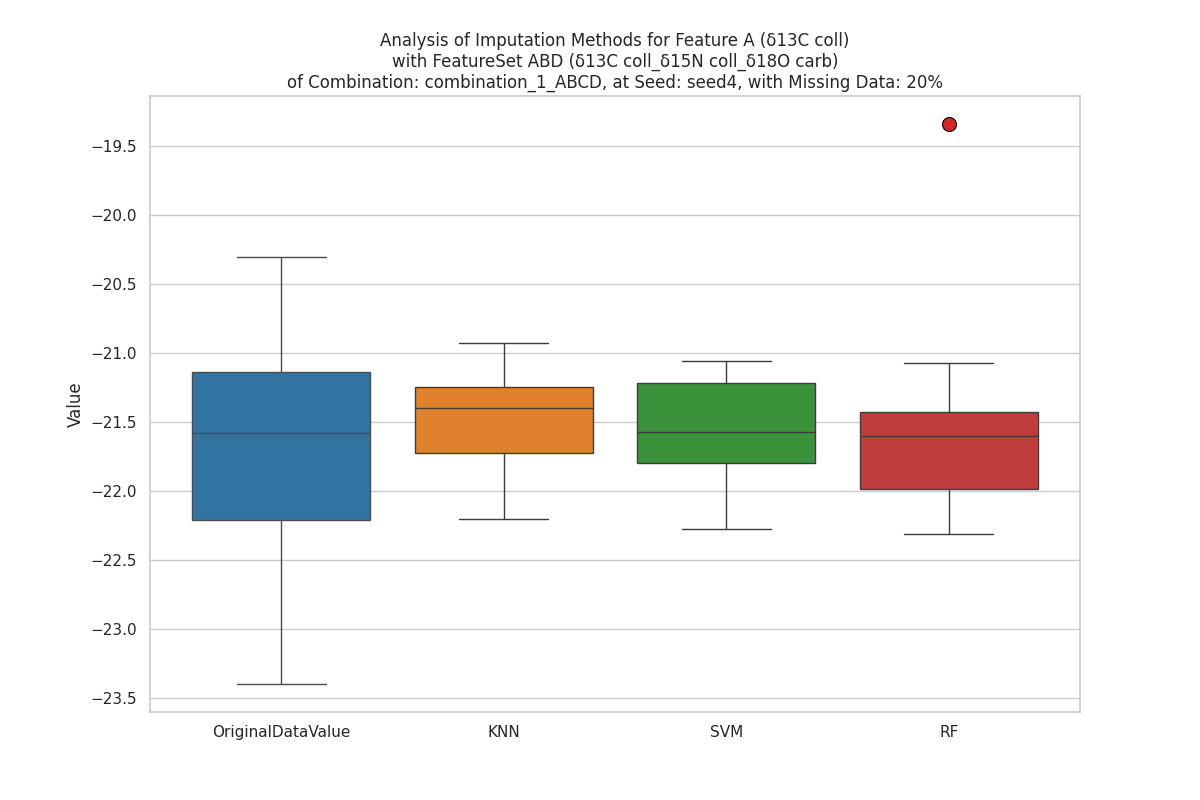 Analysis of Imputation Methods for Feature A (δ13C coll)
with FeatureSet ABD (δ13C coll_δ15N coll_δ18O carb)
of Combination: combination_1_ABCD, at Seed: seed4, with Missing Data: 20%
−19.5
−20.0
−20.5
−21.0
−21.5
−22.0
−22.5
−23.0
−23.5
Value
OriginalDataValue
KNN
SVM
RF